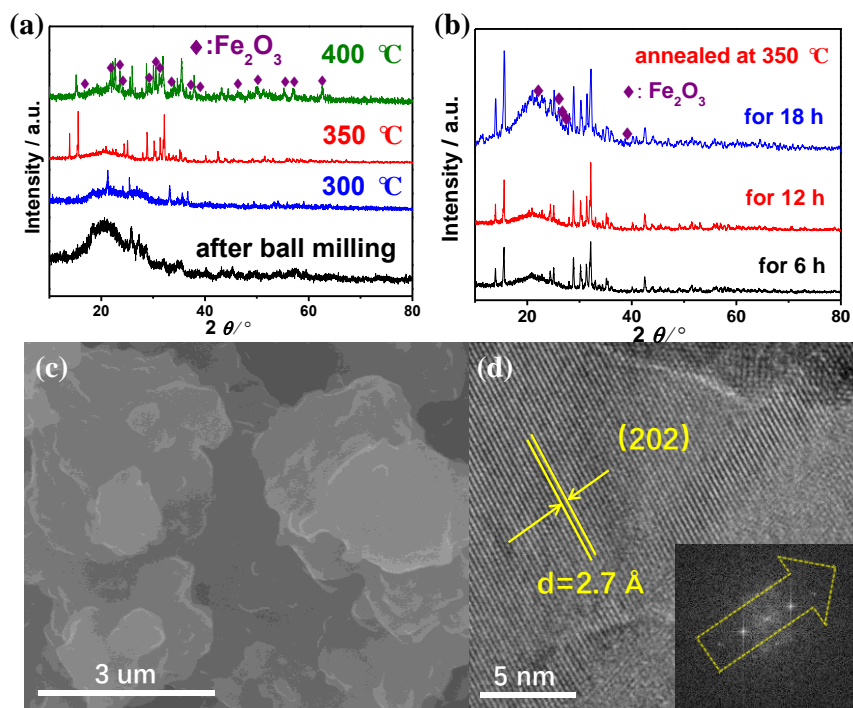 (a)
◆:Fe₂O₃
400 ℃
350 ℃
300 ℃
after ball milling
Intensity / a.u.
20
40
60
80
2 θ/°
(b)
annealed at 350 ℃
◆: Fe₂O₃
for 18 h
for 12 h
for 6 h
Intensity / a.u.
20
40
60
80
2 θ/°
(c)
3 um
(d)
(202)
d=2.7 Å
5 nm